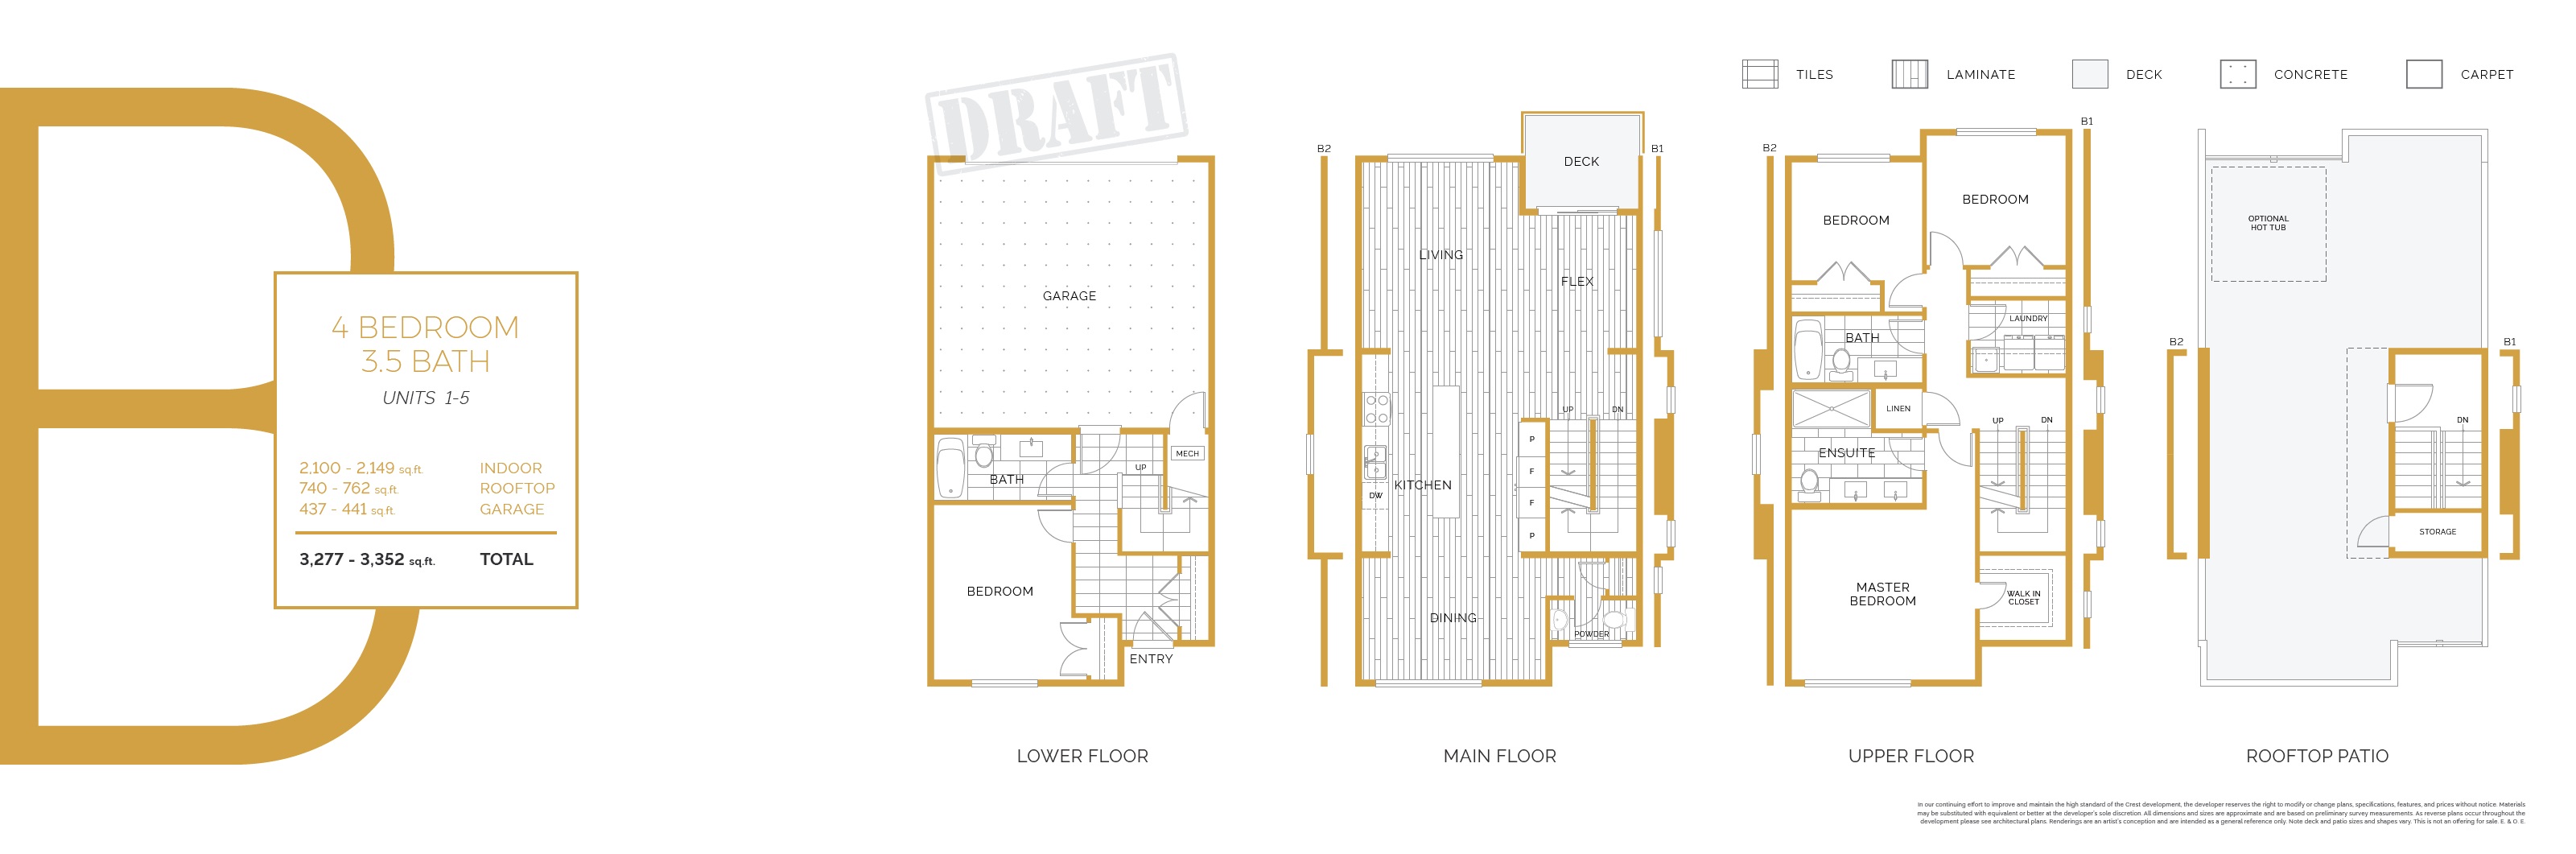 4 BEDROOM
3.5 BATH
UNITS 1-5
2,100 - 2,149 sq.ft. INDOOR
740 - 762 sq.ft. ROOFTOP
437 - 441 sq.ft. GARAGE
3,277 - 3,352 sq.ft. TOTAL
DRAFT
TILES
LAMINATE
DECK
CONCRETE
CARPET
GARAGE
MECH
UP
BATH
BEDROOM
ENTRY
LOWER FLOOR
B2
B1
DECK
LIVING
FLEX
UP
DN
P
F
F
P
KITCHEN
DW
DINING
POWDER
MAIN FLOOR
B2
B1
BEDROOM
BEDROOM
LAUNDRY
BATH
LINEN
UP
DN
ENSUITE
MASTER
BEDROOM
WALK IN
CLOSET
UPPER FLOOR
OPTIONAL
HOT TUB
B2
B1
DN
STORAGE
ROOFTOP PATIO
In our continuing effort to improve and maintain the high standard of the Crest development, the developer reserves the right to modify or change plans, specifications, features, and prices without notice. Materials
may be substituted with equivalent or better at the developer's sole discretion. All dimensions and sizes are approximate and are based on preliminary survey measurements. As reverse plans occur throughout the
development please see architectural plans. Renderings are an artist's conception and are intended as a general reference only. Note deck and patio sizes and shapes vary. This is not an offering for sale. E. & O. E.